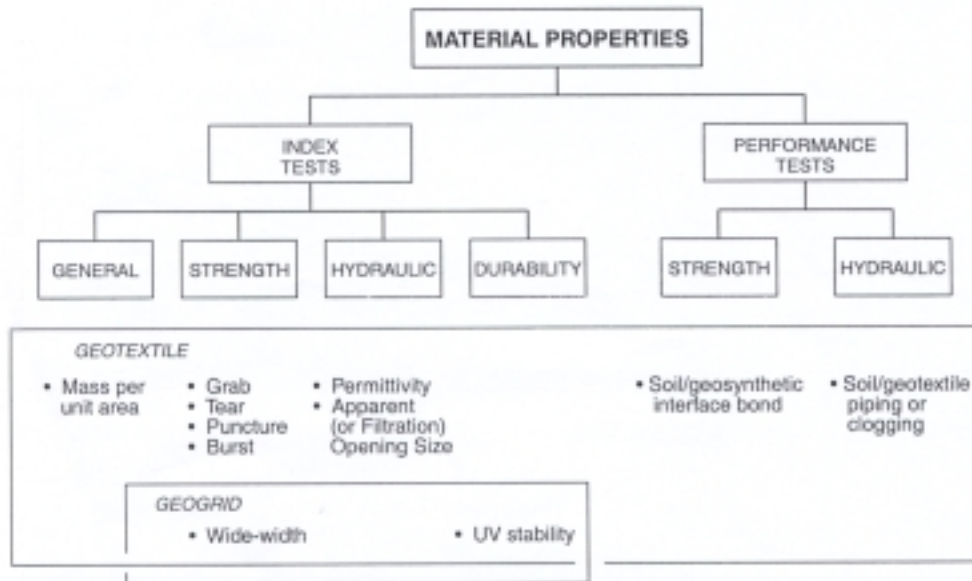 MATERIAL PROPERTIES
INDEX
TESTS
PERFORMANCE
TESTS
GENERAL
STRENGTH
HYDRAULIC
DURABILITY
STRENGTH
HYDRAULIC
GEOTEXTILE
• Mass per
unit area
• Grab
• Tear
• Puncture
• Burst
• Permittivity
• Apparent
(or Filtration)
Opening Size
• Soil/geosynthetic
interface bond
• Soil/geotextile
piping or
clogging
GEOGRID
• Wide-width
• UV stability